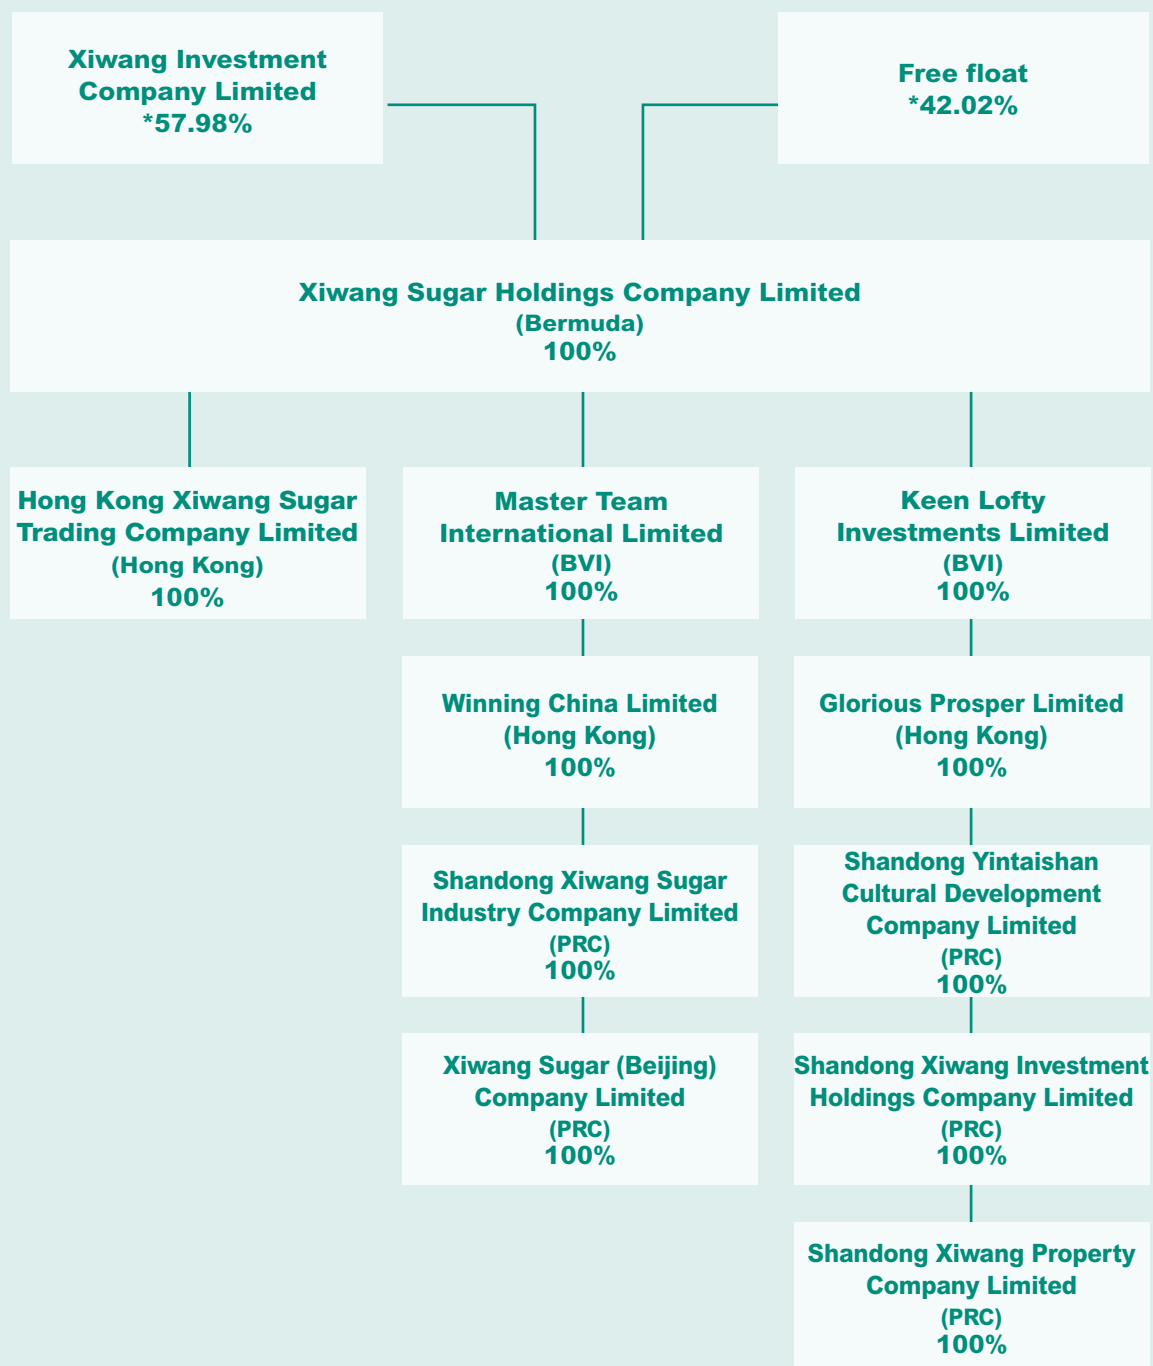 Xiwang Investment
Company Limited
*57.98%
Free float
*42.02%
Xiwang Sugar Holdings Company Limited
(Bermuda)
100%
Hong Kong Xiwang Sugar
Trading Company Limited
(Hong Kong)
100%
Master Team
International Limited
(BVI)
100%
Keen Lofty
Investments Limited
(BVI)
100%
Winning China Limited
(Hong Kong)
100%
Glorious Prosper Limited
(Hong Kong)
100%
Shandong Xiwang Sugar
Industry Company Limited
(PRC)
100%
Shandong Yintaishan
Cultural Development
Company Limited
(PRC)
100%
Xiwang Sugar (Beijing)
Company Limited
(PRC)
100%
Shandong Xiwang Investment
Holdings Company Limited
(PRC)
100%
Shandong Xiwang Property
Company Limited
(PRC)
100%